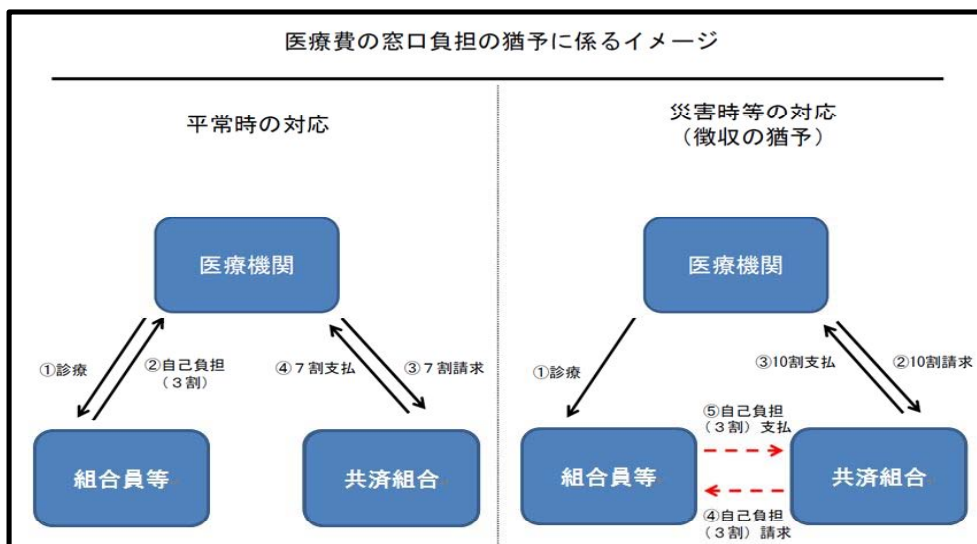 医療費の窓口負担の猶予に係るイメージ
平常時の対応
医療機関
①診療
②自己負担
（３割）
④７割支払
③７割請求
組合員等
共済組合
災害時等の対応
（徴収の猶予）
医療機関
①診療
③10割支払
②10割請求
⑤自己負担
（３割）支払
組合員等
共済組合
④自己負担
（３割）請求